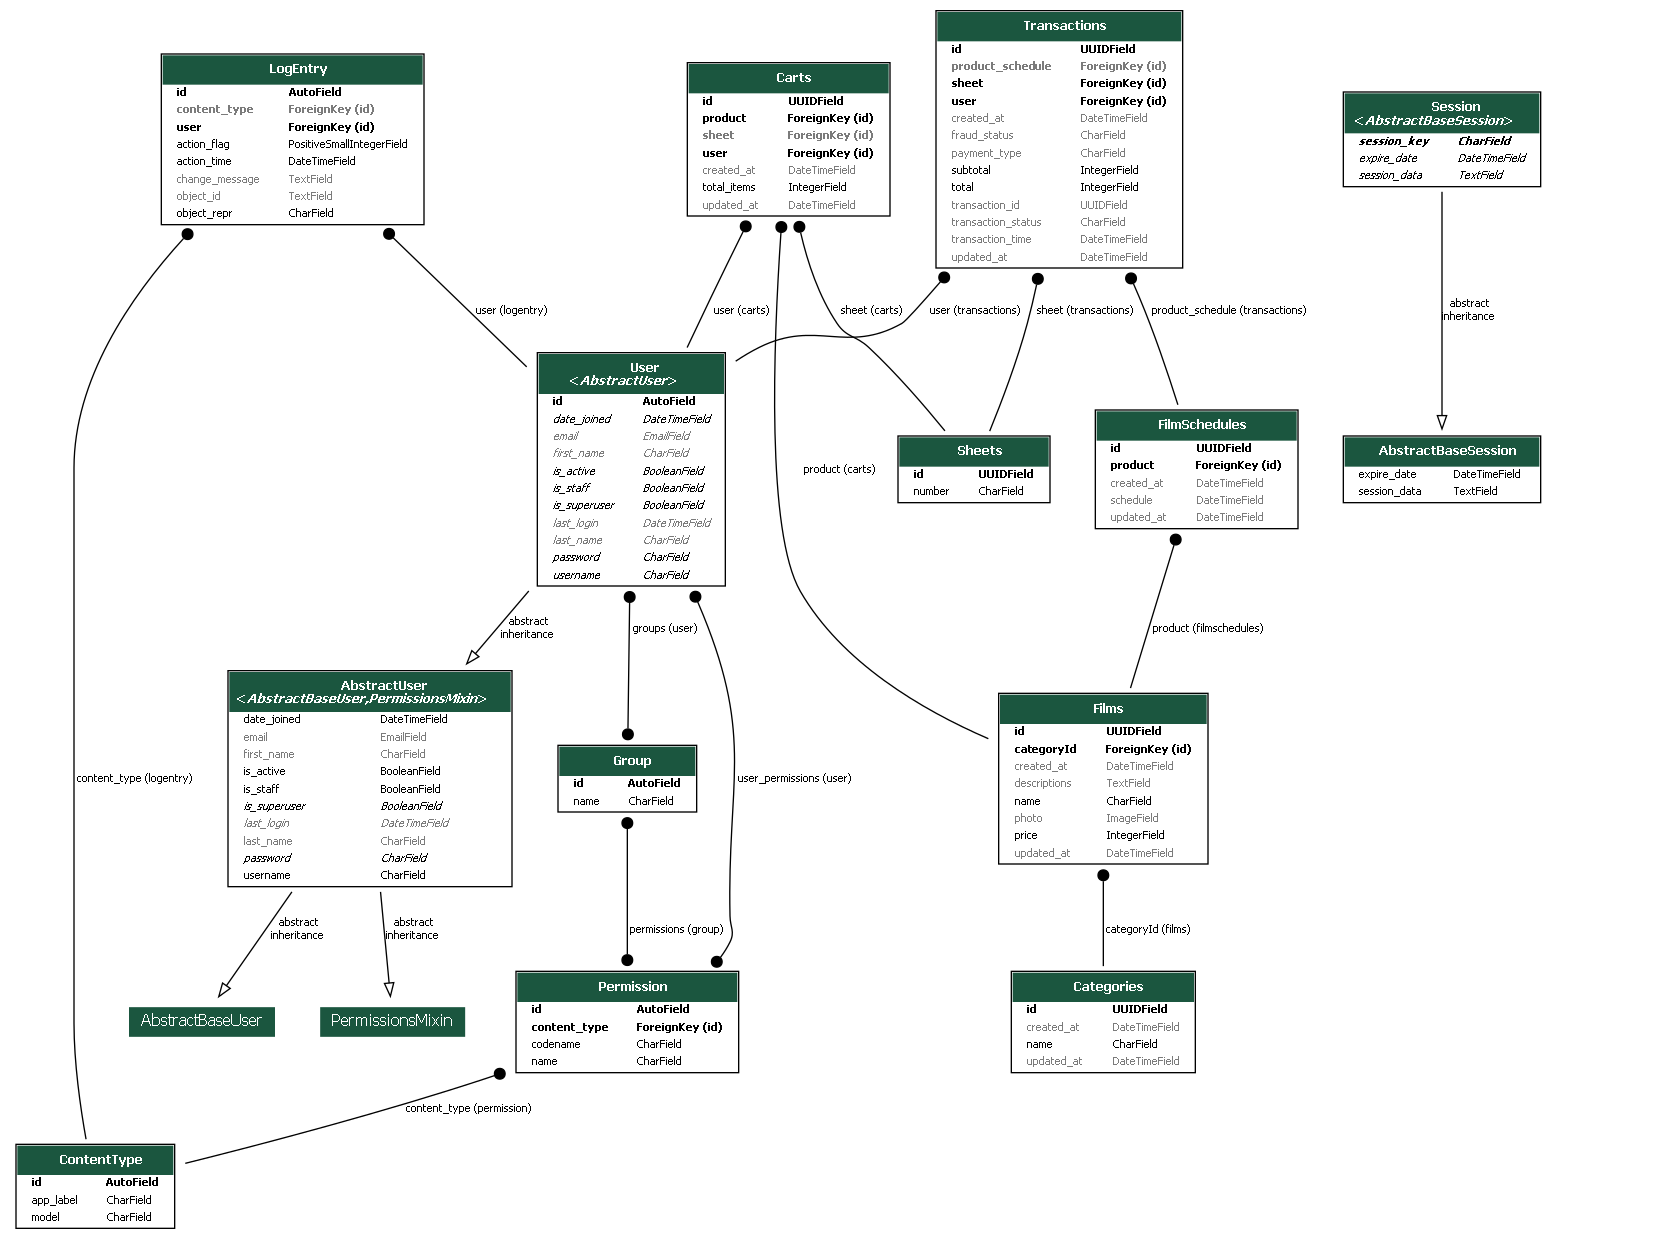 Transactions
id UUIDField
product_schedule ForeignKey (id)
sheet ForeignKey (id)
user ForeignKey (id)
created_at DateTimeField
fraud_status CharField
payment_type CharField
subtotal IntegerField
total IntegerField
transaction_id UUIDField
transaction_status CharField
transaction_time DateTimeField
updated_at DateTimeField
LogEntry
id AutoField
content_type ForeignKey (id)
user ForeignKey (id)
action_flag PositiveSmallIntegerField
action_time DateTimeField
change_message TextField
object_id TextField
object_repr CharField
Carts
id UUIDField
product ForeignKey (id)
sheet ForeignKey (id)
user ForeignKey (id)
created_at DateTimeField
total_items IntegerField
updated_at DateTimeField
Session
<AbstractBaseSession>
session_key CharField
expire_date DateTimeField
session_data TextField
user (logentry)
user (carts)
sheet (carts)
user (transactions)
sheet (transactions)
product_schedule (transactions)
abstract
inheritance
User
<AbstractUser>
id AutoField
date_joined DateTimeField
email EmailField
first_name CharField
is_active BooleanField
is_staff BooleanField
is_superuser BooleanField
last_login DateTimeField
last_name CharField
password CharField
username CharField
product (carts)
Sheets
id UUIDField
number CharField
FilmSchedules
id UUIDField
product ForeignKey (id)
created_at DateTimeField
schedule DateTimeField
updated_at DateTimeField
AbstractBaseSession
expire_date DateTimeField
session_data TextField
abstract
inheritance
groups (user)
product (filmschedules)
AbstractUser
<AbstractBaseUser,PermissionsMixin>
date_joined DateTimeField
email EmailField
first_name CharField
is_active BooleanField
is_staff BooleanField
is_superuser BooleanField
last_login DateTimeField
last_name CharField
password CharField
username CharField
content_type (logentry)
Group
id AutoField
name CharField
user_permissions (user)
Films
id UUIDField
categoryId ForeignKey (id)
created_at DateTimeField
descriptions TextField
name CharField
photo ImageField
price IntegerField
updated_at DateTimeField
abstract
inheritance
abstract
inheritance
permissions (group)
categoryId (films)
AbstractBaseUser
PermissionsMixin
Permission
id AutoField
content_type ForeignKey (id)
codename CharField
name CharField
Categories
id UUIDField
created_at DateTimeField
name CharField
updated_at DateTimeField
content_type (permission)
ContentType
id AutoField
app_label CharField
model CharField